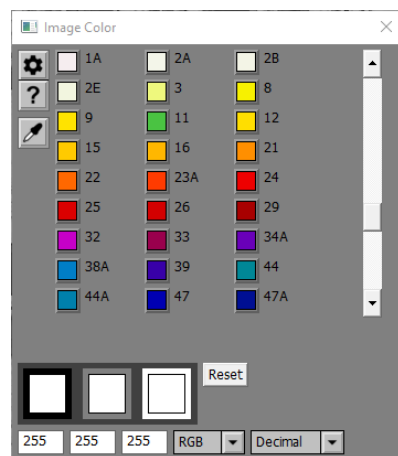 Image Color
1A 2A 2B
? 2E 3 8
9 11 12
15 16 21
22 23A 24
25 26 29
32 33 34A
38A 39 44
44A 47 47A
Reset
255 255 255 RGB Decimal